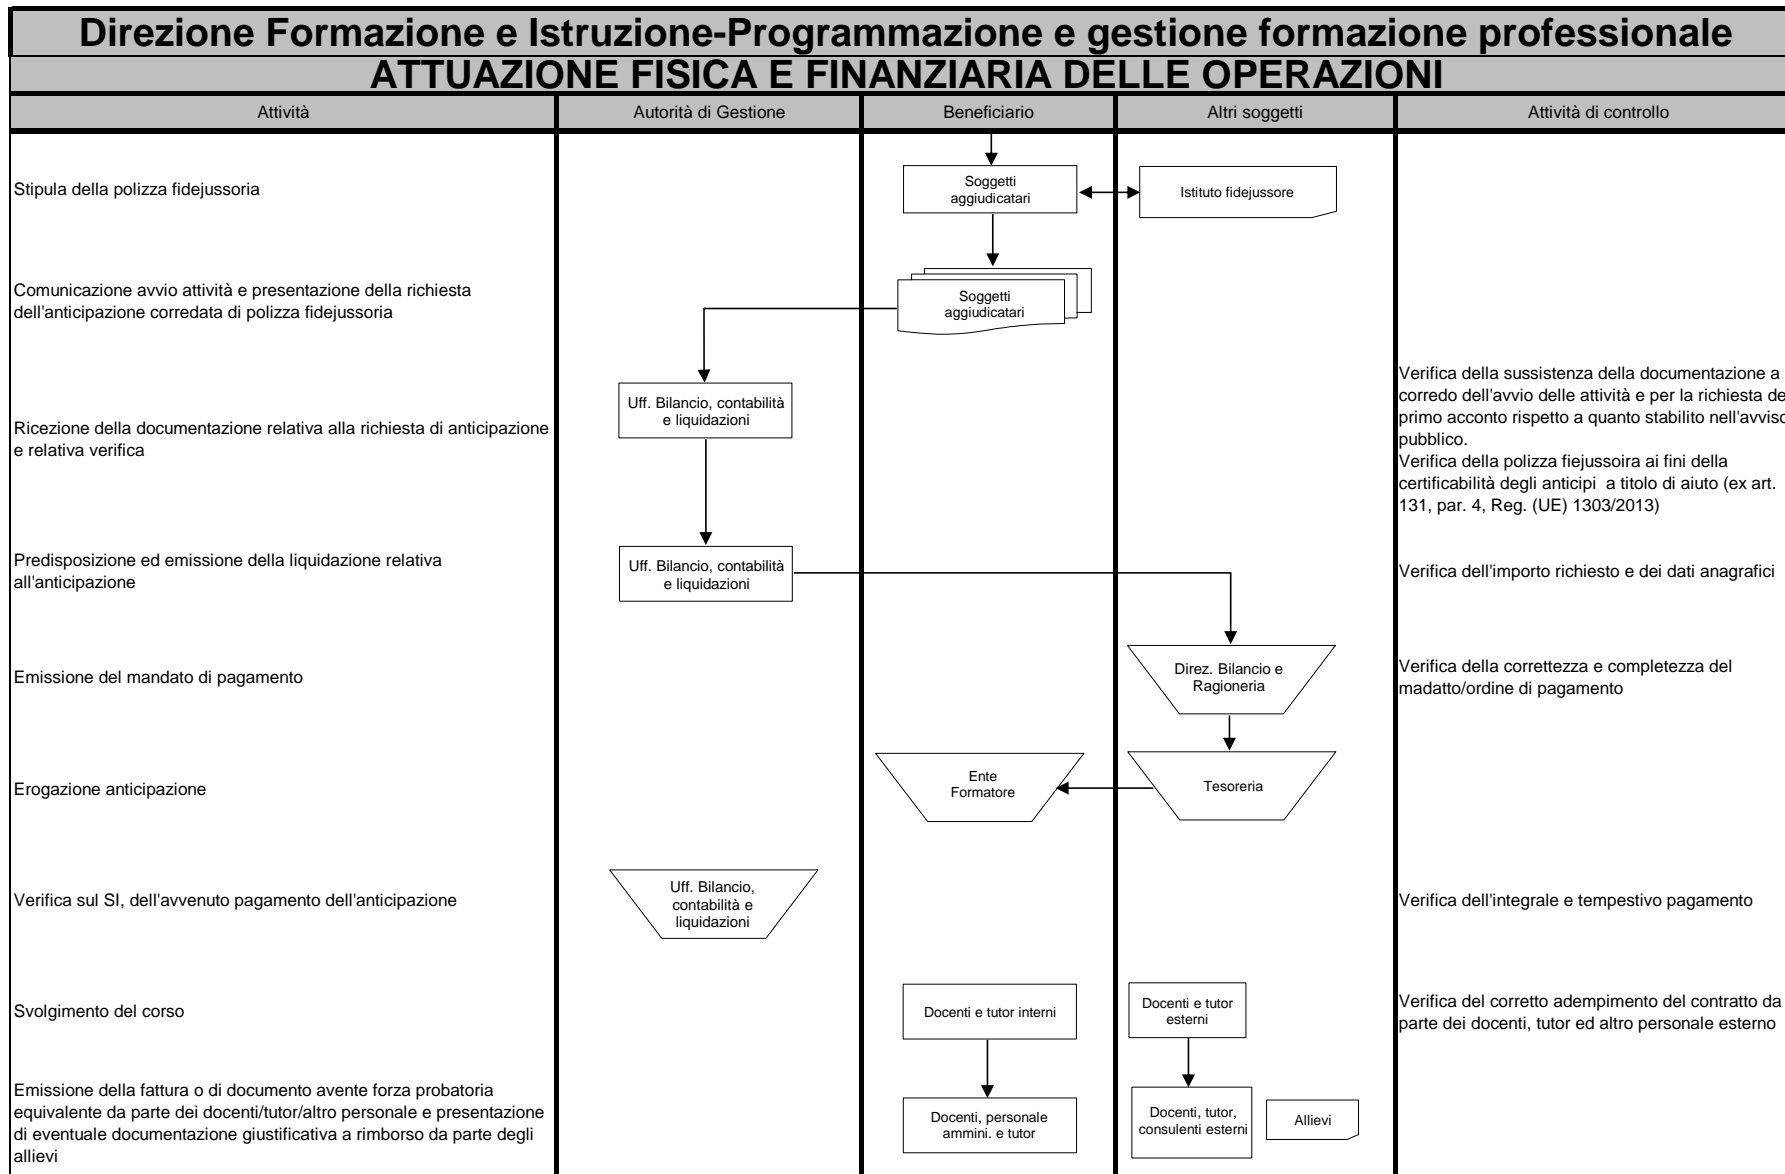 Direzione Formazione e Istruzione-Programmazione e gestione formazione professionale
ATTUAZIONE FISICA E FINANZIARIA DELLE OPERAZIONI
Attività
Autorità di Gestione
Beneficiario
Altri soggetti
Attività di controllo
Stipula della polizza fidejussoria
Soggetti
aggiudicatari
Istituto fidejussore
Comunicazione avvio attività e presentazione della richiesta
dell'anticipazione corredata di polizza fidejussoria
Soggetti
aggiudicatari
Ricezione della documentazione relativa alla richiesta di anticipazione
e relativa verifica
Uff. Bilancio, contabilità
e liquidazioni
Verifica della sussistenza della documentazione a
corredo dell'avvio delle attività e per la richiesta de
primo acconto rispetto a quanto stabilito nell'avviso
pubblico.
Verifica della polizza fiejussoira ai fini della
certificabilità degli anticipi a titolo di aiuto (ex art.
131, par. 4, Reg. (UE) 1303/2013)
Predisposizione ed emissione della liquidazione relativa
all'anticipazione
Uff. Bilancio, contabilità
e liquidazioni
Verifica dell'importo richiesto e dei dati anagrafici
Emissione del mandato di pagamento
Direz. Bilancio e
Ragioneria
Verifica della correttezza e completezza del
madatto/ordine di pagamento
Erogazione anticipazione
Ente
Formatore
Tesoreria
Verifica sul SI, dell'avvenuto pagamento dell'anticipazione
Uff. Bilancio,
contabilità e
liquidazioni
Verifica dell'integrale e tempestivo pagamento
Svolgimento del corso
Docenti e tutor interni
Docenti e tutor
esterni
Verifica del corretto adempimento del contratto da
parte dei docenti, tutor ed altro personale esterno
Emissione della fattura o di documento avente forza probatoria
equivalente da parte dei docenti/tutor/altro personale e presentazione
di eventuale documentazione giustificativa a rimborso da parte degli
allievi
Docenti, personale
ammini. e tutor
Docenti, tutor,
consulenti esterni
Allievi